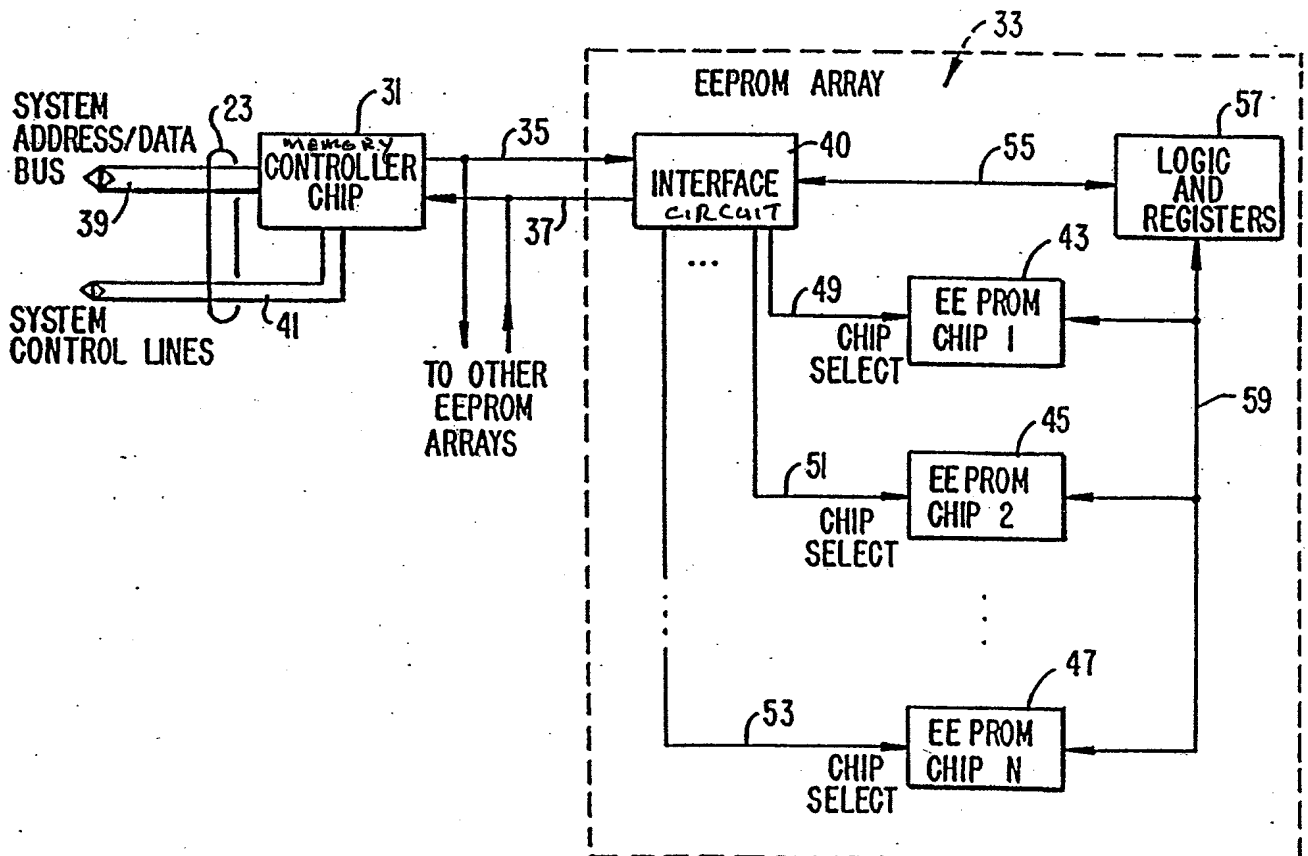 33
EEPROM ARRAY
SYSTEM
ADDRESS/DATA
BUS
23
31
MEMORY
CONTROLLER
CHIP
35
37
39
41
SYSTEM
CONTROL LINES
TO OTHER
EEPROM
ARRAYS
40
INTERFACE
CIRCUIT
...
55
57
LOGIC
AND
REGISTERS
49
CHIP
SELECT
43
EE PROM
CHIP 1
59
51
CHIP
SELECT
45
EE PROM
CHIP 2
53
CHIP
SELECT
47
EE PROM
CHIP N